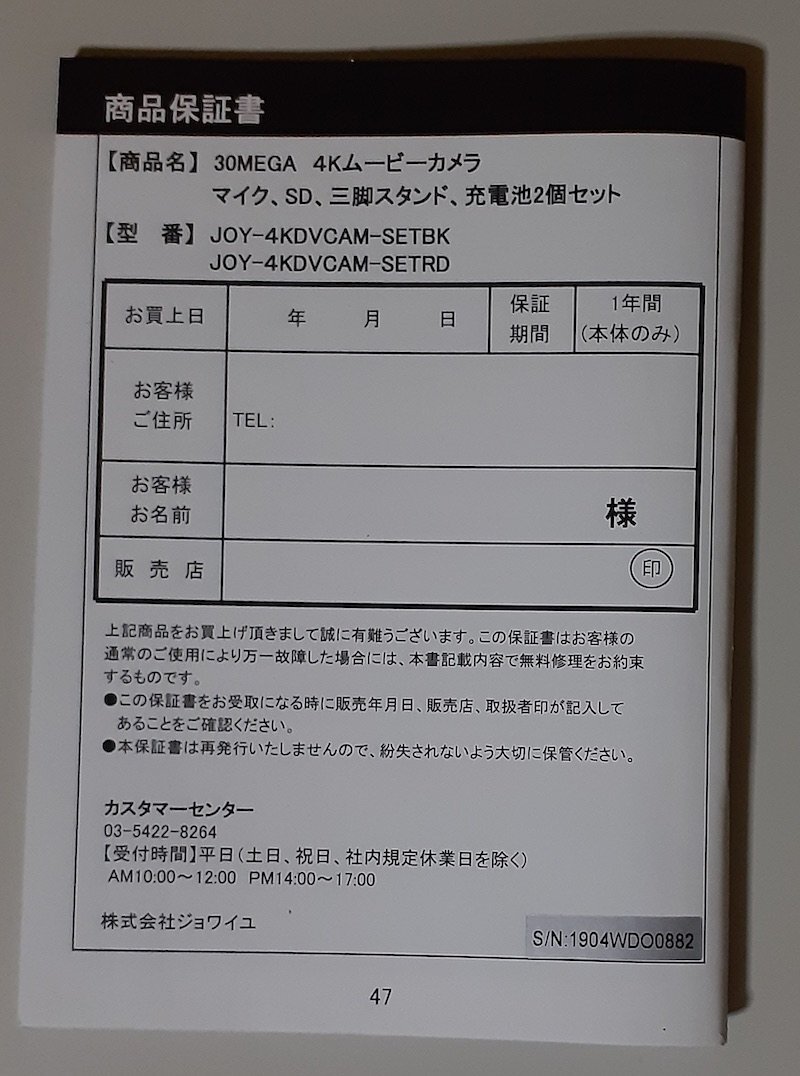 商品保証書
【商品名】 30MEGA 4Kムービーカメラ
マイク、SD、三脚スタンド、充電池2個セット
【型 番】 JOY-4KDVCAM-SETBK
JOY-4KDVCAM-SETRD
お買上日 年 月 日 保証期間 1年間(本体のみ)
お客様
ご住所 TEL:
お客様
お名前 様
販売店 印
上記商品をお買上げ頂きまして誠に有難うございます。この保証書はお客様の
通常のご使用により万一故障した場合には、本書記載内容で無料修理をお約束
するものです。
●この保証書をお受取になる時に販売年月日、販売店、取扱者印が記入して
あることをご確認ください。
●本保証書は再発行いたしませんので、紛失されないよう大切に保管ください。
カスタマーセンター
03-5422-8264
【受付時間】平日(土日、祝日、社内規定休業日を除く)
AM10:00～12:00 PM14:00～17:00
株式会社ジョワイユ
S/N:1904WDO0882
47